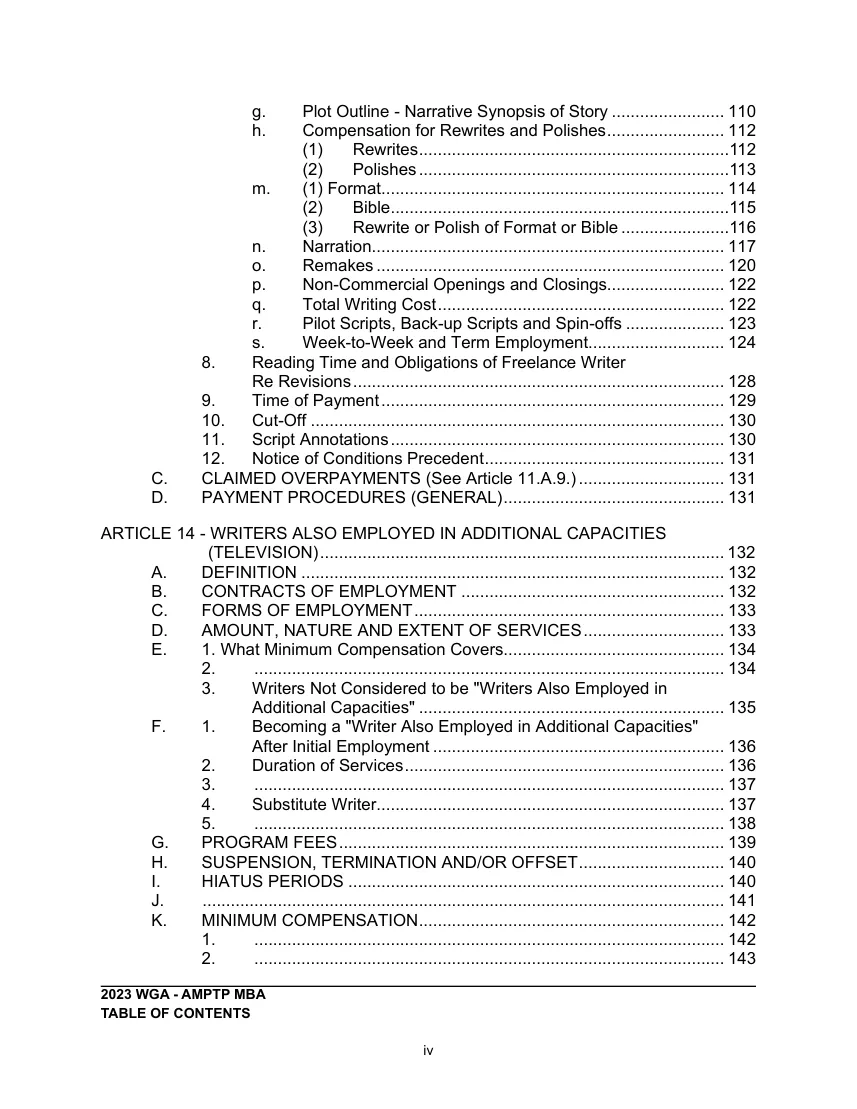 g. Plot Outline - Narrative Synopsis of Story ........................ 110
h. Compensation for Rewrites and Polishes......................... 112
(1) Rewrites..................................................................112
(2) Polishes ..................................................................113
m. (1) Format......................................................................... 114
(2) Bible........................................................................115
(3) Rewrite or Polish of Format or Bible .......................116
n. Narration........................................................................... 117
o. Remakes .......................................................................... 120
p. Non-Commercial Openings and Closings......................... 122
q. Total Writing Cost............................................................. 122
r. Pilot Scripts, Back-up Scripts and Spin-offs ..................... 123
s. Week-to-Week and Term Employment............................. 124
8. Reading Time and Obligations of Freelance Writer
Re Revisions............................................................................... 128
9. Time of Payment......................................................................... 129
10. Cut-Off ........................................................................................ 130
11. Script Annotations....................................................................... 130
12. Notice of Conditions Precedent................................................... 131
C. CLAIMED OVERPAYMENTS (See Article 11.A.9.)............................... 131
D. PAYMENT PROCEDURES (GENERAL)............................................... 131
ARTICLE 14 - WRITERS ALSO EMPLOYED IN ADDITIONAL CAPACITIES
(TELEVISION)...................................................................................... 132
A. DEFINITION .......................................................................................... 132
B. CONTRACTS OF EMPLOYMENT ........................................................ 132
C. FORMS OF EMPLOYMENT.................................................................. 133
D. AMOUNT, NATURE AND EXTENT OF SERVICES.............................. 133
E. 1. What Minimum Compensation Covers............................................... 134
2. .................................................................................................... 134
3. Writers Not Considered to be "Writers Also Employed in
Additional Capacities" ................................................................. 135
F. 1. Becoming a "Writer Also Employed in Additional Capacities"
After Initial Employment .............................................................. 136
2. Duration of Services.................................................................... 136
3. .................................................................................................... 137
4. Substitute Writer.......................................................................... 137
5. .................................................................................................... 138
G. PROGRAM FEES.................................................................................. 139
H. SUSPENSION, TERMINATION AND/OR OFFSET............................... 140
I. HIATUS PERIODS ................................................................................ 140
J. ............................................................................................................... 141
K. MINIMUM COMPENSATION................................................................. 142
1. .................................................................................................... 142
2. .................................................................................................... 143
2023 WGA - AMPTP MBA
TABLE OF CONTENTS
iv